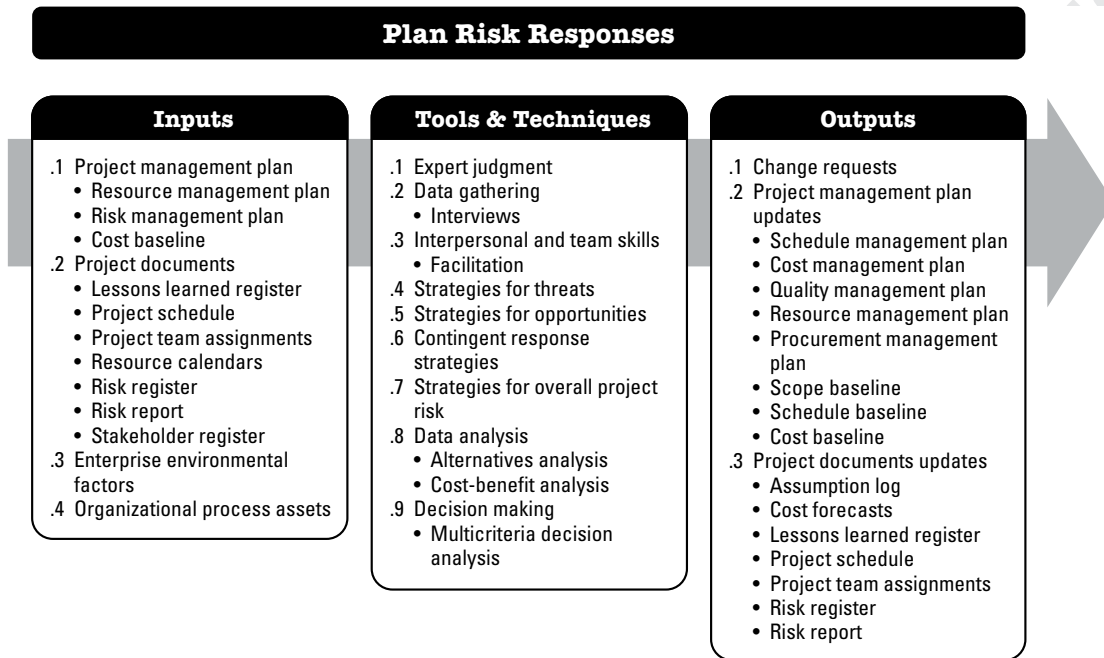 Plan Risk Responses
Inputs
.1 Project management plan
• Resource management plan
• Risk management plan
• Cost baseline
.2 Project documents
• Lessons learned register
• Project schedule
• Project team assignments
• Resource calendars
• Risk register
• Risk report
• Stakeholder register
.3 Enterprise environmental
factors
.4 Organizational process assets
Tools & Techniques
.1 Expert judgment
.2 Data gathering
• Interviews
.3 Interpersonal and team skills
• Facilitation
.4 Strategies for threats
.5 Strategies for opportunities
.6 Contingent response
strategies
.7 Strategies for overall project
risk
.8 Data analysis
• Alternatives analysis
• Cost-benefit analysis
.9 Decision making
• Multicriteria decision
analysis
Outputs
.1 Change requests
.2 Project management plan
updates
• Schedule management plan
• Cost management plan
• Quality management plan
• Resource management plan
• Procurement management
plan
• Scope baseline
• Schedule baseline
• Cost baseline
.3 Project documents updates
• Assumption log
• Cost forecasts
• Lessons learned register
• Project schedule
• Project team assignments
• Risk register
• Risk report